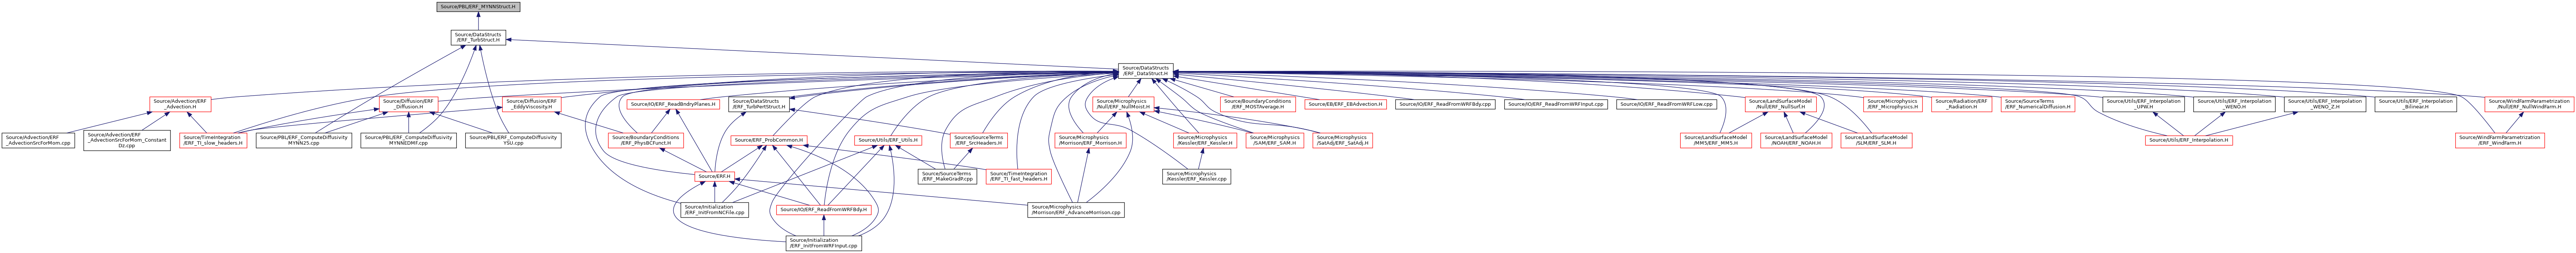 Source/PBL/ERF_MYNNStruct.H
Source/DataStructs
/ERF_TurbStruct.H
Source/DataStructs
/ERF_DataStruct.H
Source/Advection/ERF
_Advection.H
Source/Diffusion/ERF
_Diffusion.H
Source/Diffusion/ERF
_EddyViscosity.H
Source/IO/ERF_ReadBndryPlanes.H
Source/DataStructs
/ERF_TurbPertStruct.H
Source/Microphysics
/Null/ERF_NullMoist.H
Source/BoundaryConditions
/ERF_MOSTAverage.H
Source/EB/ERF_EBAdvection.H
Source/IO/ERF_ReadFromWRFBdy.cpp
Source/IO/ERF_ReadFromWRFInput.cpp
Source/IO/ERF_ReadFromWRFLow.cpp
Source/LandSurfaceModel
/Null/ERF_NullSurf.H
Source/Microphysics
/ERF_Microphysics.H
Source/Radiation/ERF
_Radiation.H
Source/SourceTerms
/ERF_NumericalDiffusion.H
Source/Utils/ERF_Interpolation
_UPW.H
Source/Utils/ERF_Interpolation
_WENO.H
Source/Utils/ERF_Interpolation
_WENO_Z.H
Source/Utils/ERF_Interpolation
_Bilinear.H
Source/WindFarmParametrization
/Null/ERF_NullWindFarm.H
Source/Advection/ERF
_AdvectionSrcForMom.cpp
Source/Advection/ERF
_AdvectionSrcForMom_Constant
Dz.cpp
Source/TimeIntegration
/ERF_TI_slow_headers.H
Source/PBL/ERF_ComputeDiffusivity
MYNN25.cpp
Source/PBL/ERF_ComputeDiffusivity
MYNNEDMF.cpp
Source/PBL/ERF_ComputeDiffusivity
YSU.cpp
Source/BoundaryConditions
/ERF_PhysBCFunct.H
Source/ERF_ProbCommon.H
Source/Utils/ERF_Utils.H
Source/SourceTerms
/ERF_SrcHeaders.H
Source/Microphysics
/Morrison/ERF_Morrison.H
Source/Microphysics
/Kessler/ERF_Kessler.H
Source/Microphysics
/SAM/ERF_SAM.H
Source/Microphysics
/SatAdj/ERF_SatAdj.H
Source/LandSurfaceModel
/MM5/ERF_MM5.H
Source/LandSurfaceModel
/NOAH/ERF_NOAH.H
Source/LandSurfaceModel
/SLM/ERF_SLM.H
Source/Utils/ERF_Interpolation.H
Source/WindFarmParametrization
/ERF_WindFarm.H
Source/ERF.H
Source/SourceTerms
/ERF_MakeGradP.cpp
Source/TimeIntegration
/ERF_TI_fast_headers.H
Source/Microphysics
/Kessler/ERF_Kessler.cpp
Source/Initialization
/ERF_InitFromNCFile.cpp
Source/IO/ERF_ReadFromWRFBdy.H
Source/Microphysics
/Morrison/ERF_AdvanceMorrison.cpp
Source/Initialization
/ERF_InitFromWRFInput.cpp